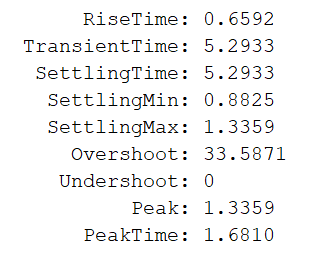 RiseTime: 0.6592
TransientTime: 5.2933
SettlingTime: 5.2933
SettlingMin: 0.8825
SettlingMax: 1.3359
Overshoot: 33.5871
Undershoot: 0
Peak: 1.3359
PeakTime: 1.6810